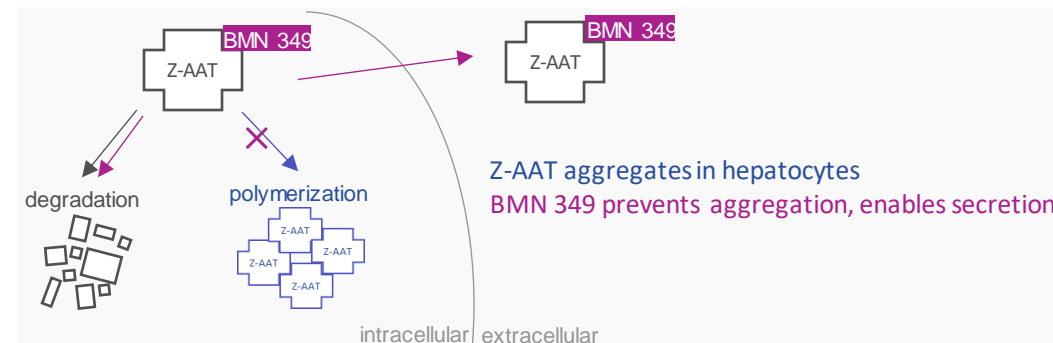 BMN 349
Z-AAT
BMN 349
Z-AAT
Z-AAT aggregates in hepatocytes
BMN 349 prevents aggregation, enables secretion
degradation
polymerization
Z-AAT
Z-AAT
Z-AAT
Z-AAT
intracellular
extracellular